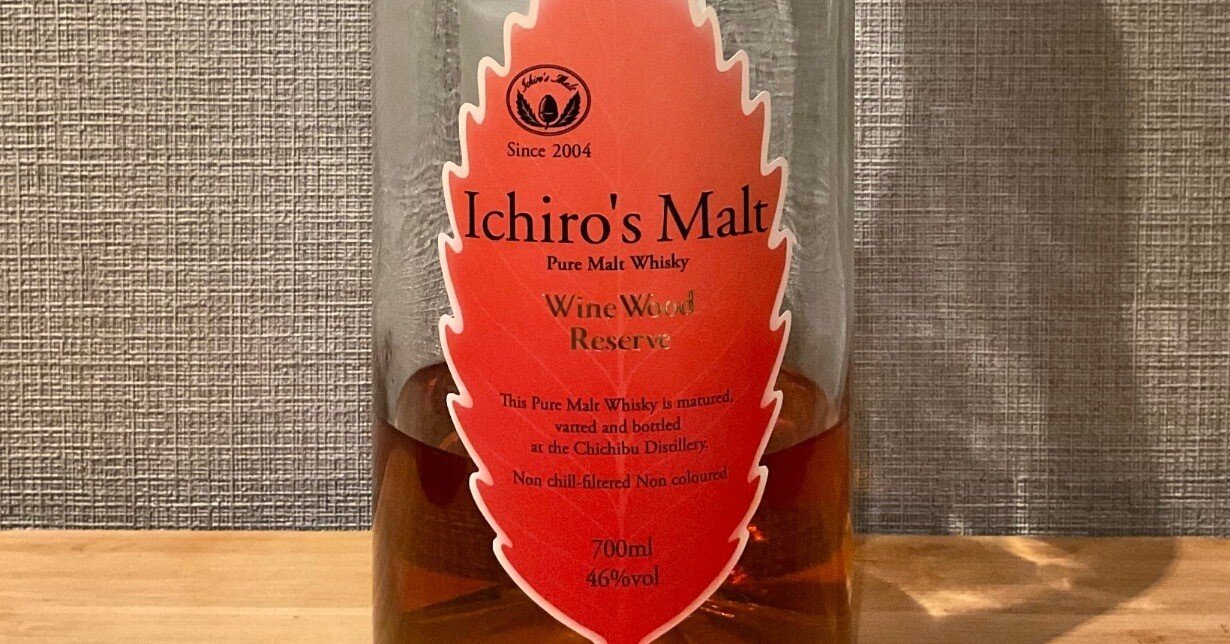 Ichiro's Malt
Since 2004
Ichiro's Malt
Pure Malt Whisky
Wine Wood
Reserve
This Pure Malt Whisky is matured,
vatted and bottled
at the Chichibu Distillery.
Non chill-filtered Non coloured
700ml
46%vol